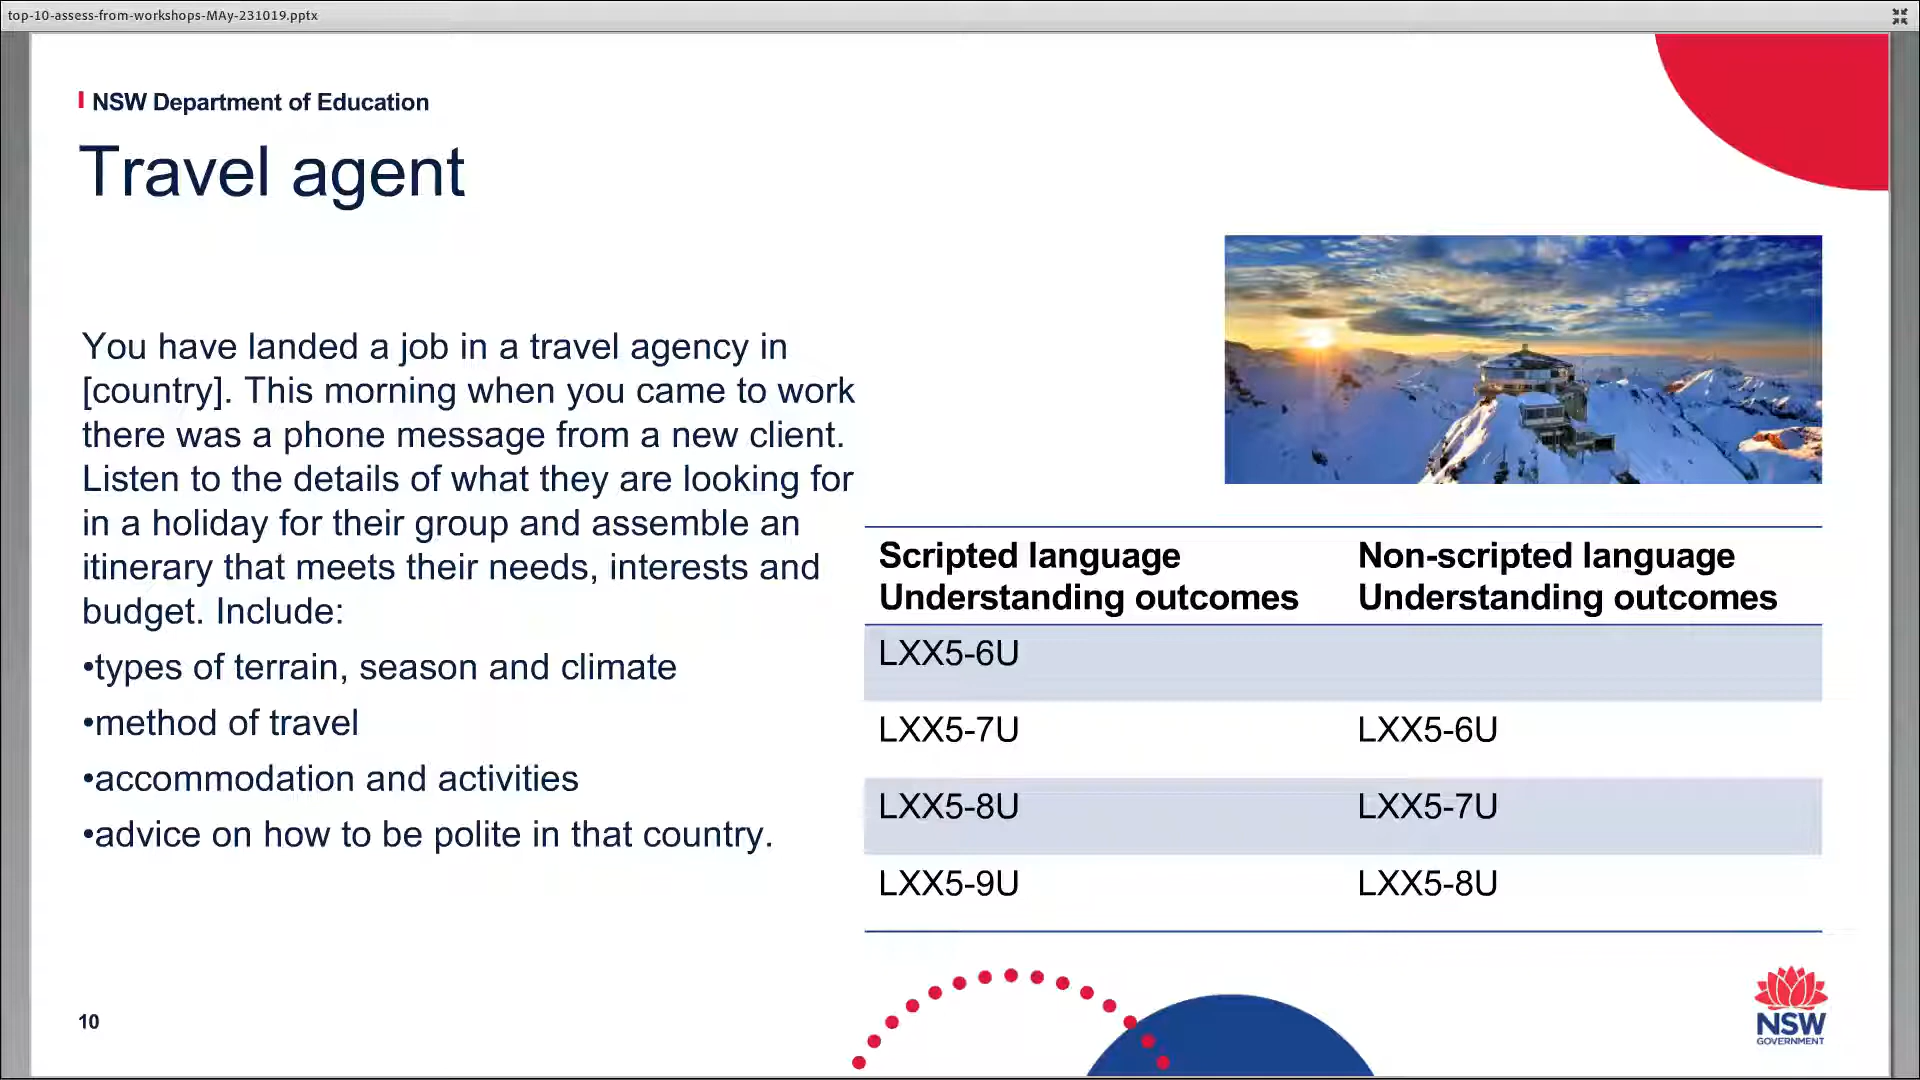 top-10-assess-from-workshops-MAy-231019.pptx
NSW Department of Education
Travel agent
You have landed a job in a travel agency in
[country]. This morning when you came to work
there was a phone message from a new client.
Listen to the details of what they are looking for
in a holiday for their group and assemble an
itinerary that meets their needs, interests and
budget. Include:
•types of terrain, season and climate
•method of travel
•accommodation and activities
•advice on how to be polite in that country.
Scripted language Non-scripted language
Understanding outcomes Understanding outcomes
LXX5-6U
LXX5-7U LXX5-6U
LXX5-8U LXX5-7U
LXX5-9U LXX5-8U
10
NSW
GOVERNMENT